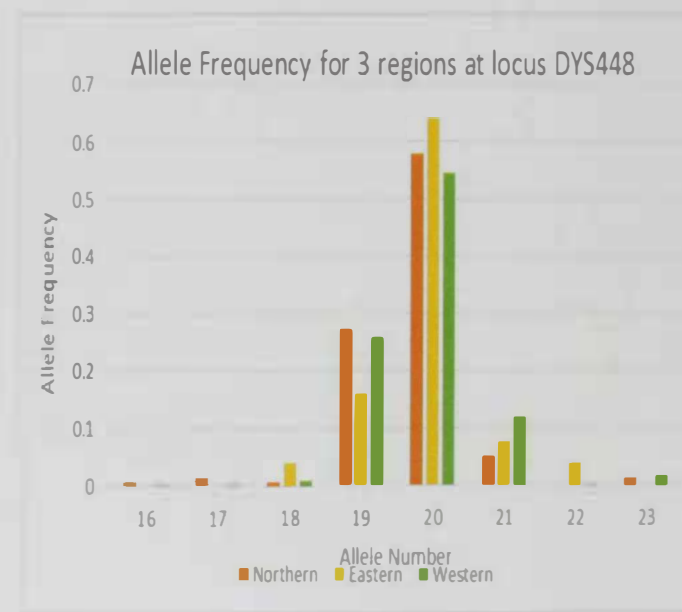 Allele Frequency for 3 regions at locus DYS448
0.7
0.6
0.5
0.4
0.3
0.2
0.1
0
Allele Frequency
16 17 18 19 20 21 22 23
Allele Number
Northern Eastern Western